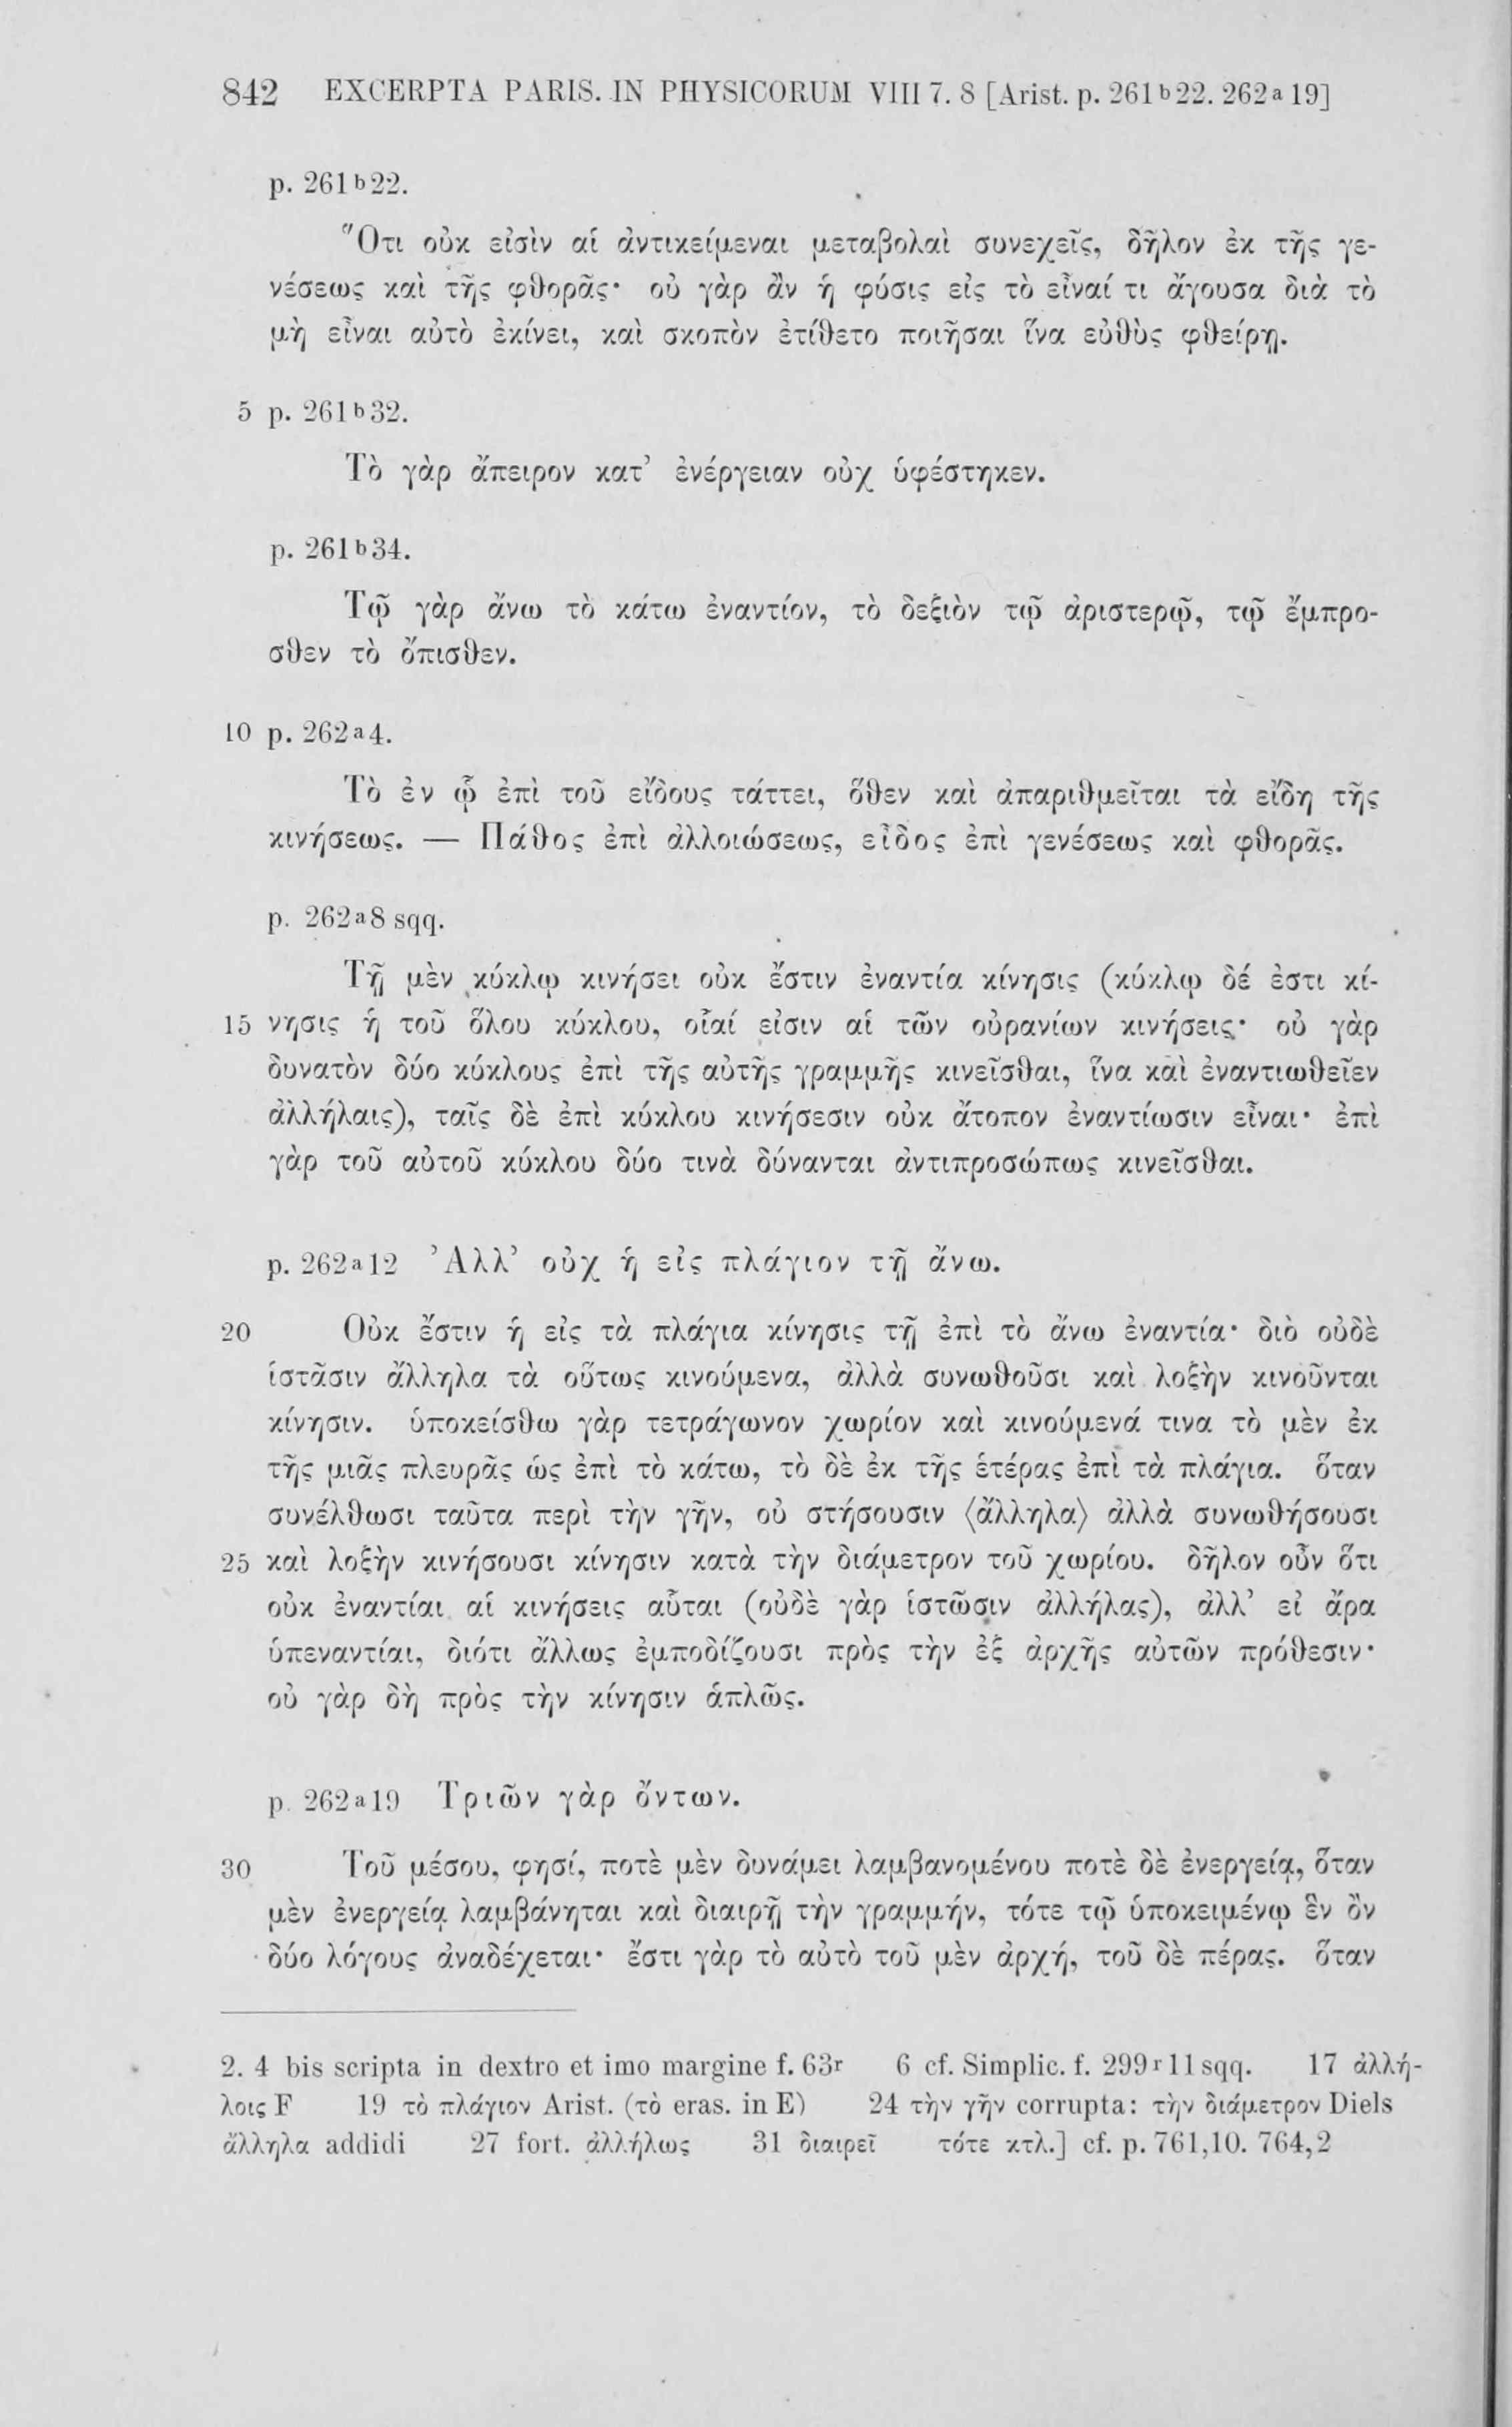 842 EXCERPTA PARIS. IN PHYSICORUM VIII 7. 8 [Arist. p. 261ᵇ22. 262ᵃ19]
p. 261ᵇ22.
Ὅτι οὐκ εἰσὶν αἱ ἀντικείμεναι μεταβολαὶ συνεχεῖς, δῆλον ἐκ τῆς γε-
νέσεως καὶ τῆς φθορᾶς· οὐ γὰρ ἂν ἡ φύσις εἰς τὸ εἶναί τι ἄγουσα διὰ τὸ
μὴ εἶναι αὐτὸ ἐκίνει, καὶ σκοπὸν ἐτίθετο ποιῆσαι ἵνα εὐθὺς φθείρῃ.
5 p. 261ᵇ32.
Τὸ γὰρ ἄπειρον κατ’ ἐνέργειαν οὐχ ὑφέστηκεν.
p. 261ᵇ34.
Τῷ γὰρ ἄνω τὸ κάτω ἐναντίον, τὸ δεξιὸν τῷ ἀριστερῷ, τῷ ἔμπρο-
σθεν τὸ ὄπισθεν.
10 p. 262ᵃ4.
Τὸ ἐν ᾧ ἐπὶ τοῦ εἴδους τάττει, ὅθεν καὶ ἀπαριθμεῖται τὰ εἴδη τῆς
κινήσεως. — Πάθος ἐπὶ ἀλλοιώσεως, εἶδος ἐπὶ γενέσεως καὶ φθορᾶς.
p. 262ᵃ8 sqq.
Τῇ μὲν κύκλῳ κινήσει οὐκ ἔστιν ἐναντία κίνησις (κύκλῳ δέ ἐστι κί-
15 νησις ἡ τοῦ ὅλου κύκλου, οἷαί εἰσιν αἱ τῶν οὐρανίων κινήσεις· οὐ γὰρ
δυνατὸν δύο κύκλους ἐπὶ τῆς αὐτῆς γραμμῆς κινεῖσθαι, ἵνα καὶ ἐναντιωθεῖεν
ἀλλήλαις), ταῖς δὲ ἐπὶ κύκλου κινήσεσιν οὐκ ἄτοπον ἐναντίωσιν εἶναι· ἐπὶ
γὰρ τοῦ αὐτοῦ κύκλου δύο τινὰ δύνανται ἀντιπροσώπως κινεῖσθαι.
p. 262ᵃ12 Ἀλλ’ οὐχ ἡ εἰς πλάγιον τῇ ἄνω.
20 Οὐκ ἔστιν ἡ εἰς τὰ πλάγια κίνησις τῇ ἐπὶ τὸ ἄνω ἐναντία· διὸ οὐδὲ
ἱστᾶσιν ἄλληλα τὰ οὕτως κινούμενα, ἀλλὰ συνωθοῦσι καὶ λοξὴν κινοῦνται
κίνησιν. ὑποκείσθω γὰρ τετράγωνον χωρίον καὶ κινούμενά τινα τὸ μὲν ἐκ
τῆς μιᾶς πλευρᾶς ὡς ἐπὶ τὸ κάτω, τὸ δὲ ἐκ τῆς ἑτέρας ἐπὶ τὰ πλάγια. ὅταν
συνέλθωσι ταῦτα περὶ τὴν γῆν, οὐ στήσουσιν ⟨ἄλληλα⟩ ἀλλὰ συνωθήσουσι
25 καὶ λοξὴν κινήσουσι κίνησιν κατὰ τὴν διάμετρον τοῦ χωρίου. δῆλον οὖν ὅτι
οὐκ ἐναντίαι αἱ κινήσεις αὗται (οὐδὲ γὰρ ἱστῶσιν ἀλλήλας), ἀλλ’ εἰ ἄρα
ὑπεναντίαι, διότι ἄλλως ἐμποδίζουσι πρὸς τὴν ἐξ ἀρχῆς αὐτῶν πρόθεσιν·
οὐ γὰρ δὴ πρὸς τὴν κίνησιν ἁπλῶς.
p. 262ᵃ19 Τριῶν γὰρ ὄντων.
30 Τοῦ μέσου, φησί, ποτὲ μὲν δυνάμει λαμβανομένου ποτὲ δὲ ἐνεργείᾳ, ὅταν
μὲν ἐνεργείᾳ λαμβάνηται καὶ διαιρῇ τὴν γραμμήν, τότε τῷ ὑποκειμένῳ ἓν ὂν
δύο λόγους ἀναδέχεται· ἔστι γὰρ τὸ αὐτὸ τοῦ μὲν ἀρχή, τοῦ δὲ πέρας. ὅταν
2. 4 bis scripta in dextro et imo margine f. 63ʳ 6 cf. Simplic. f. 299ʳ11 sqq. 17 ἀλλή-
λοις F 19 τὸ πλάγιον Arist. (τὸ eras. in E) 24 τὴν γῆν corrupta: τὴν διάμετρον Diels
ἄλληλα addidi 27 fort. ἀλλήλως 31 διαιρεῖ τότε κτλ.] cf. p. 761,10. 764,2